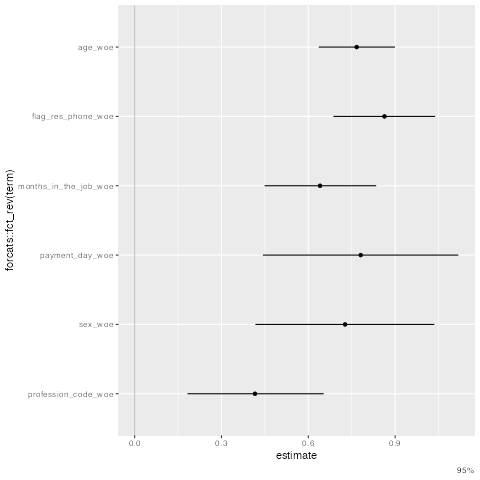 age_woe
flag_res_phone_woe
months_in_the_job_woe
payment_day_woe
sex_woe
profession_code_woe
forcats::fct_rev(term)
0.0 0.3 0.6 0.9
estimate
95%